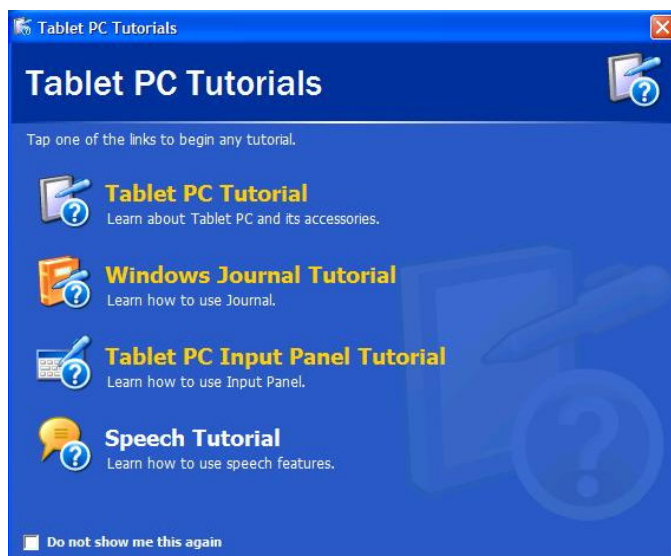 Tablet PC Tutorials
Tablet PC Tutorials
Tap one of the links to begin any tutorial.
Tablet PC Tutorial
Learn about Tablet PC and its accessories.
Windows Journal Tutorial
Learn how to use Journal.
Tablet PC Input Panel Tutorial
Learn how to use Input Panel.
Speech Tutorial
Learn how to use speech features.
Do not show me this again